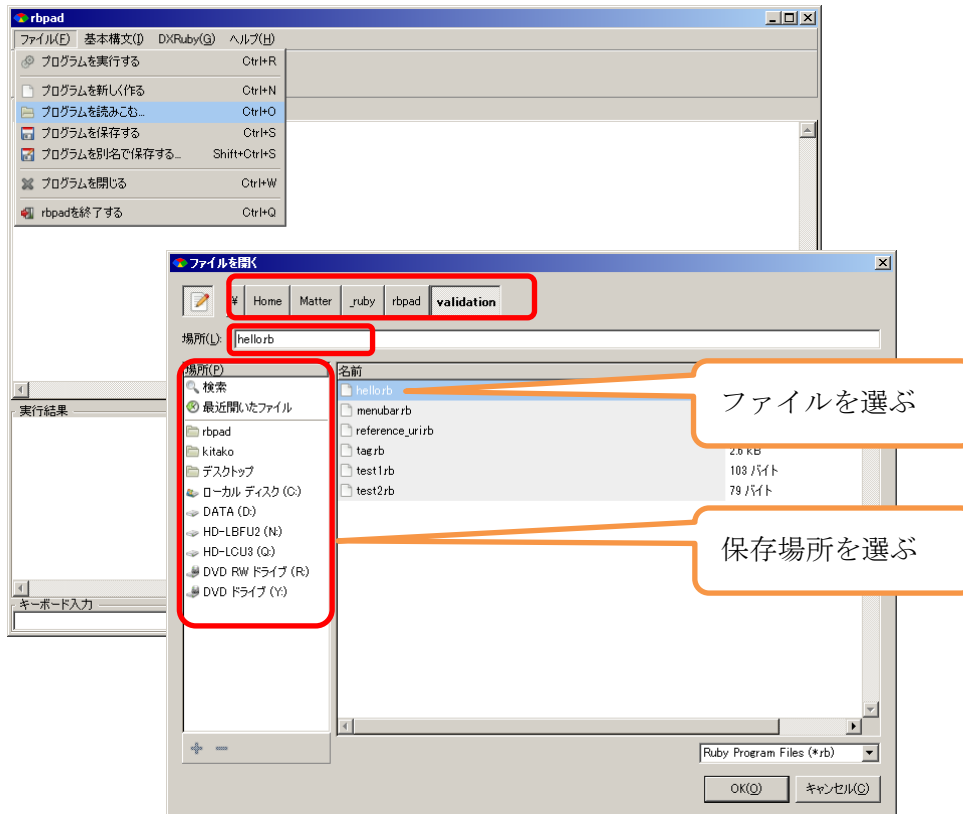 rbpad
ファイル(F) 基本構文(I) DXRuby(G) ヘルプ(H)
プログラムを実行する Ctrl+R
プログラムを新しく作る Ctrl+N
プログラムを読みこむ... Ctrl+O
プログラムを保存する Ctrl+S
プログラムを別名で保存する... Shift+Ctrl+S
プログラムを閉じる Ctrl+W
rbpadを終了する Ctrl+Q
実行結果
キーボード入力
ファイルを開く
¥ Home Matter _ruby rbpad validation
場所(L): hello.rb
場所(P) 名前
検索
最近開いたファイル
rbpad
kitako
デスクトップ
ローカル ディスク (C:)
DATA (D:)
HD-LBFU2 (N:)
HD-LCU3 (Q:)
DVD RW ドライブ (R:)
DVD ドライブ (Y:)
hello.rb
menubar.rb
reference_uri.rb
tag.rb 2.6 KB
test1.rb 103 バイト
test2.rb 79 バイト
ファイルを選ぶ
保存場所を選ぶ
Ruby Program Files (*.rb)
OK(O) キャンセル(C)